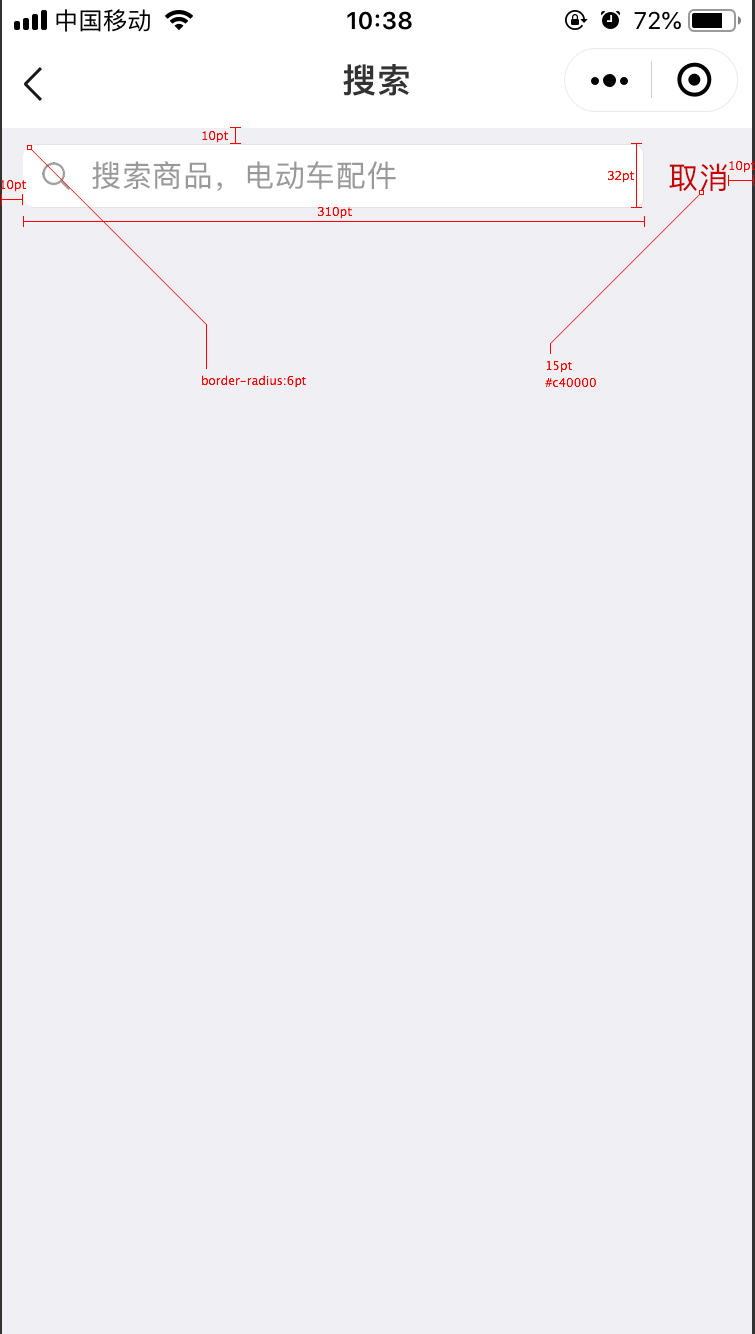 中国移动 10:38 72%
搜索
10pt
搜索商品，电动车配件 32pt 取消 10pt
10pt
310pt
border-radius:6pt
15pt
#c40000